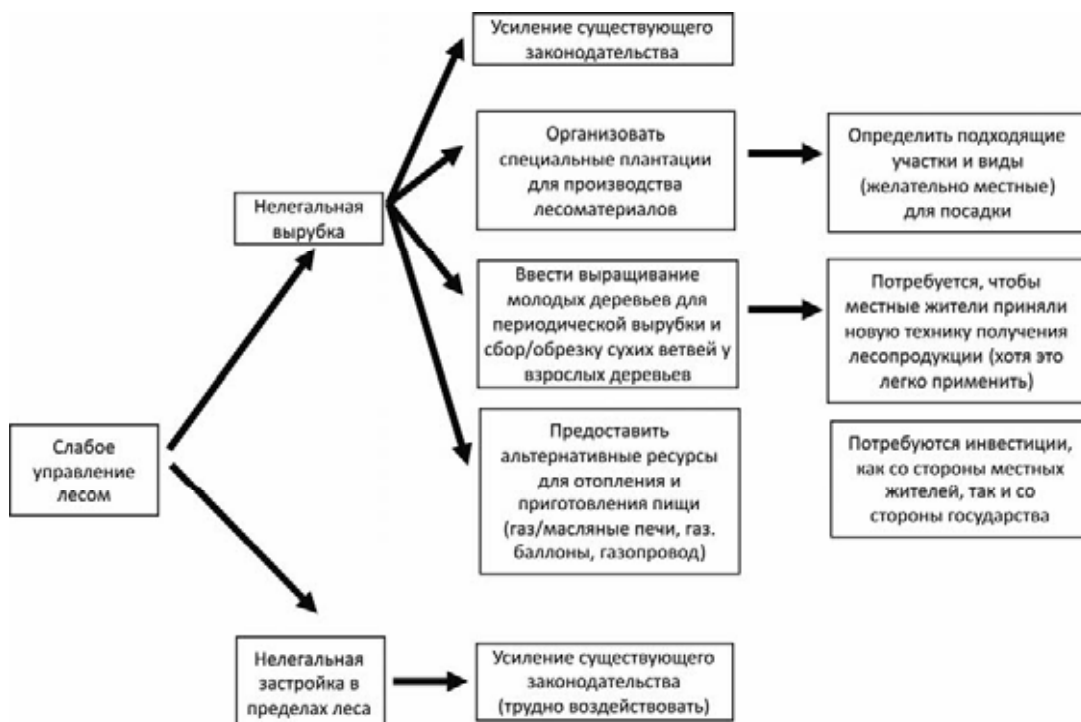 Усиление существующего
законодательства
Организовать
специальные плантации
для производства
лесоматериалов
Определить подходящие
участки и виды
(желательно местные)
для посадки
Нелегальная
вырубка
Ввести выращивание
молодых деревьев для
периодической вырубки и
сбор/обрезку сухих ветвей у
взрослых деревьев
Потребуется, чтобы
местные жители приняли
новую технику получения
лесопродукции (хотя это
легко применить)
Слабое
управление
лесом
Предоставить
альтернативные ресурсы
для отопления и
приготовления пищи
(газ/масляные печи, газ.
баллоны, газопровод)
Потребуются инвестиции,
как со стороны местных
жителей, так и со
стороны государства
Нелегальная
застройка в
пределах леса
Усиление существующего
законодательства
(трудно воздействовать)